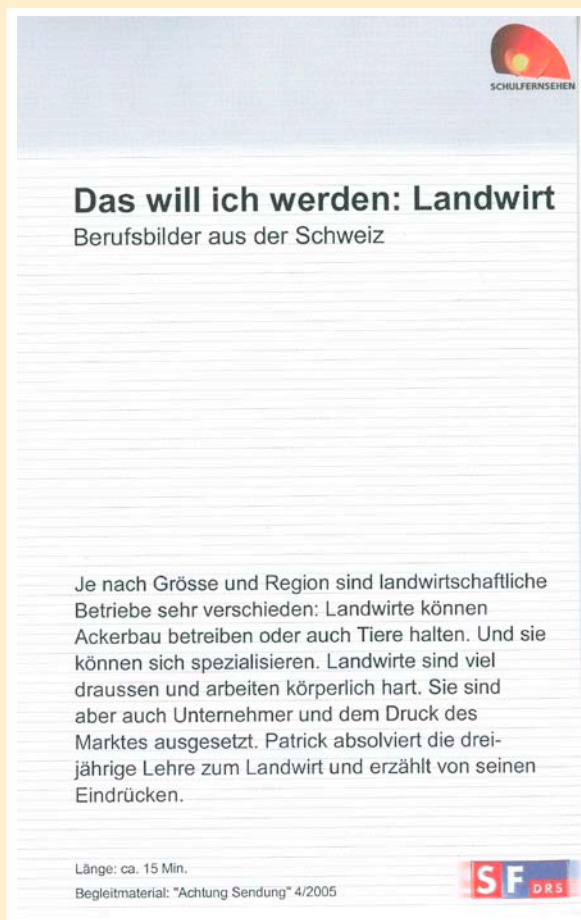 SCHULFERNSEHEN
Das will ich werden: Landwirt
Berufsbilder aus der Schweiz
Je nach Grösse und Region sind landwirtschaftliche
Betriebe sehr verschieden: Landwirte können
Ackerbau betreiben oder auch Tiere halten. Und sie
können sich spezialisieren. Landwirte sind viel
draussen und arbeiten körperlich hart. Sie sind
aber auch Unternehmer und dem Druck des
Marktes ausgesetzt. Patrick absolviert die drei-
jährige Lehre zum Landwirt und erzählt von seinen
Eindrücken.
Länge: ca. 15 Min.
Begleitmaterial: "Achtung Sendung" 4/2005
SF DRS